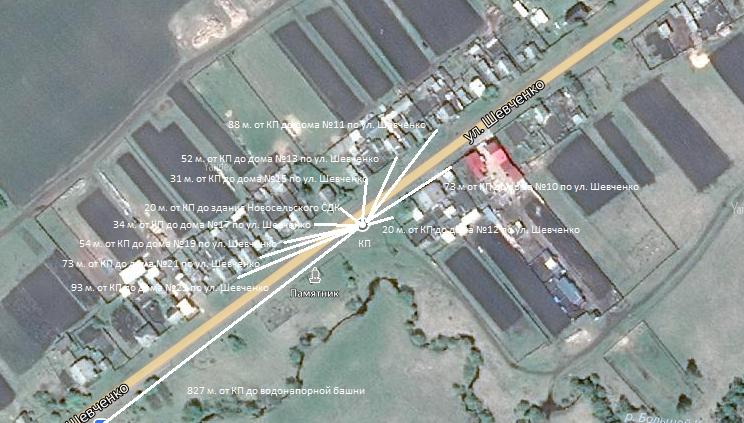 ул. Шевченко
88 м. от КП до дома №11 по ул. Шевченко
52 м. от КП до дома №13 по ул. Шевченко
31 м. от КП до дома №15 по ул. Шевченко
73 м от КП до дома №10 по ул. Шевченко
20 м. от КП до здания Новосельского СДК
34 м. от КП до дома №17 по ул. Шевченко
20 м. от КП до дома №12 по ул. Шевченко
54 м. от КП до дома №19 по ул. Шевченко
КП
73 м. от КП до дома №21 по ул. Шевченко
93 м. от КП до дома №23 по ул. Шевченко
Памятник
827 м. от КП до водонапорной башни
Шевченко